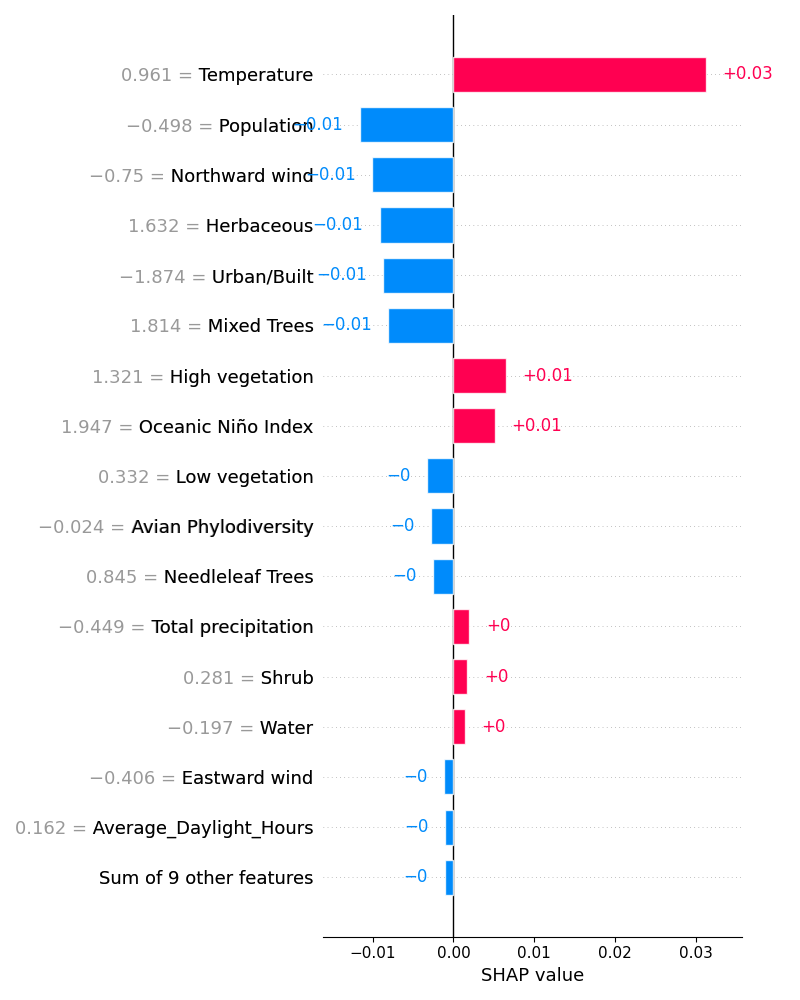 0.961 = Temperature +0.03
−0.498 = Population −0.01
−0.75 = Northward wind −0.01
1.632 = Herbaceous −0.01
−1.874 = Urban/Built −0.01
1.814 = Mixed Trees −0.01
1.321 = High vegetation +0.01
1.947 = Oceanic Niño Index +0.01
0.332 = Low vegetation −0
−0.024 = Avian Phylodiversity −0
0.845 = Needleleaf Trees −0
−0.449 = Total precipitation +0
0.281 = Shrub +0
−0.197 = Water +0
−0.406 = Eastward wind −0
0.162 = Average_Daylight_Hours −0
Sum of 9 other features −0
−0.01 0.00 0.01 0.02 0.03
SHAP value